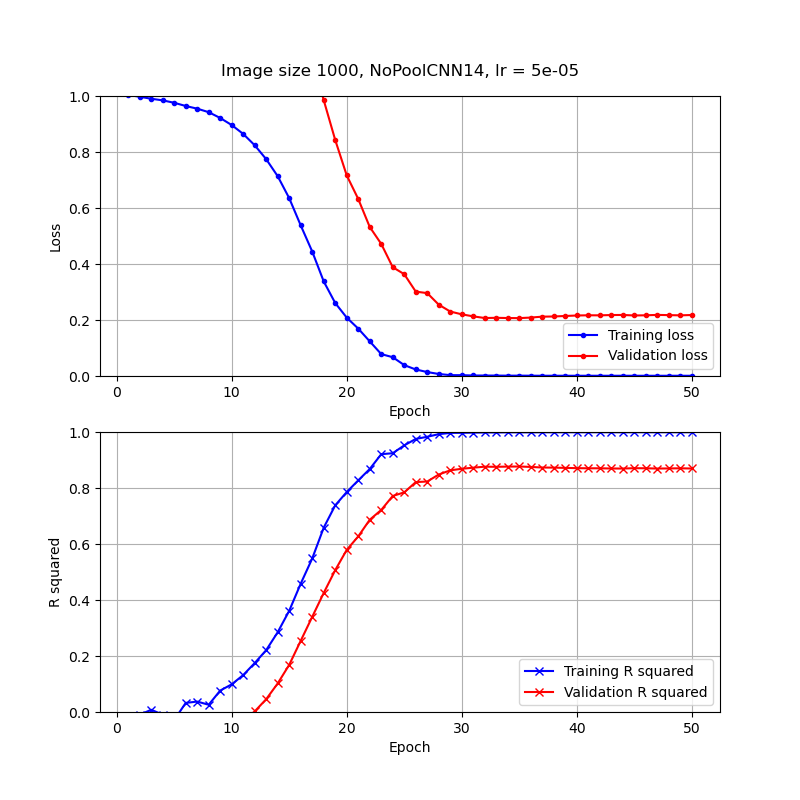 Image size 1000, NoPoolCNN14, lr = 5e-05
1.0
0.8
0.6
0.4
0.2
0.0
Loss
Training loss
Validation loss
0 10 20 30 40 50
Epoch
1.0
0.8
0.6
0.4
0.2
0.0
R squared
Training R squared
Validation R squared
0 10 20 30 40 50
Epoch